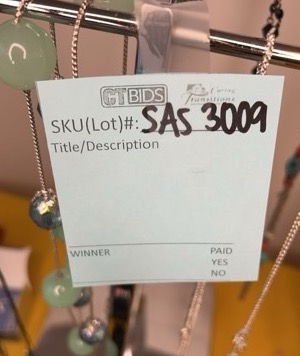 CTBIDS Caring Transitions
SKU(Lot)#: SAS 3009
Title/Description
WINNER PAID
YES
NO